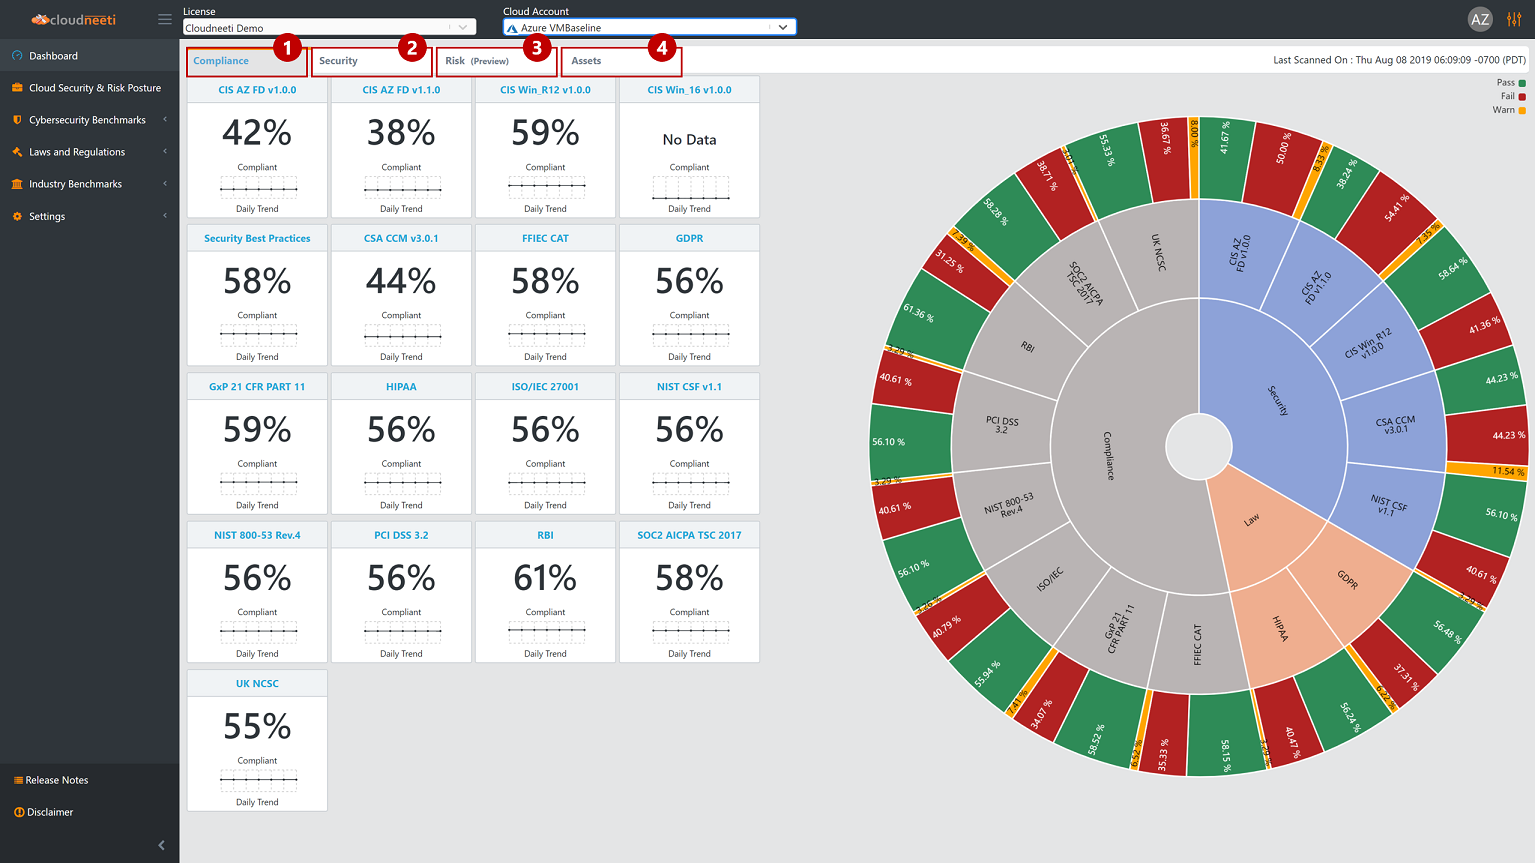 cloudneeti
License
Cloudneeti Demo
Cloud Account
Azure VMBaseline
AZ
Dashboard
Cloud Security & Risk Posture
Cybersecurity Benchmarks
Laws and Regulations
Industry Benchmarks
Settings
Release Notes
Disclaimer
1
2
3
4
Compliance
Security
Risk (Preview)
Assets
Last Scanned On : Thu Aug 08 2019 06:09:09 -0700 (PDT)
Pass
Fail
Warn
CIS AZ FD v1.0.0
42%
Compliant
Daily Trend
CIS AZ FD v1.1.0
38%
Compliant
Daily Trend
CIS Win_R12 v1.0.0
59%
Compliant
Daily Trend
CIS Win_16 v1.0.0
No Data
Compliant
Daily Trend
Security Best Practices
58%
Compliant
Daily Trend
CSA CCM v3.0.1
44%
Compliant
Daily Trend
FFIEC CAT
58%
Compliant
Daily Trend
GDPR
56%
Compliant
Daily Trend
GxP 21 CFR PART 11
59%
Compliant
Daily Trend
HIPAA
56%
Compliant
Daily Trend
ISO/IEC 27001
56%
Compliant
Daily Trend
NIST CSF v1.1
56%
Compliant
Daily Trend
NIST 800-53 Rev.4
56%
Compliant
Daily Trend
PCI DSS 3.2
56%
Compliant
Daily Trend
RBI
61%
Compliant
Daily Trend
SOC2 AICPA TSC 2017
58%
Compliant
Daily Trend
UK NCSC
55%
Compliant
Daily Trend
Security
Law
Compliance
CIS AZ
FD v1.0.0
CIS AZ
FD v1.1.0
CIS Win_R12
v1.0.0
CSA CCM
v3.0.1
NIST CSF
v1.1
GDPR
HIPAA
FFIEC CAT
GxP 21
CFR PART 11
ISO/IEC
NIST 800-53
Rev.4
PCI DSS
3.2
RBI
SOC2 AICPA
TSC 2017
UK NCSC
41.67 %
50.00 %
8.33 %
38.24 %
54.41 %
7.35 %
58.64 %
41.36 %
44.23 %
44.23 %
11.54 %
56.10 %
40.61 %
3.29 %
56.48 %
37.31 %
6.22 %
56.24 %
40.47 %
58.15 %
35.33 %
6.52 %
58.52 %
34.07 %
7.41 %
55.94 %
40.79 %
3.26 %
56.10 %
40.61 %
3.29 %
56.10 %
40.61 %
3.29 %
61.36 %
31.25 %
7.39 %
58.28 %
38.71 %
3.01 %
55.33 %
36.67 %
8.00 %